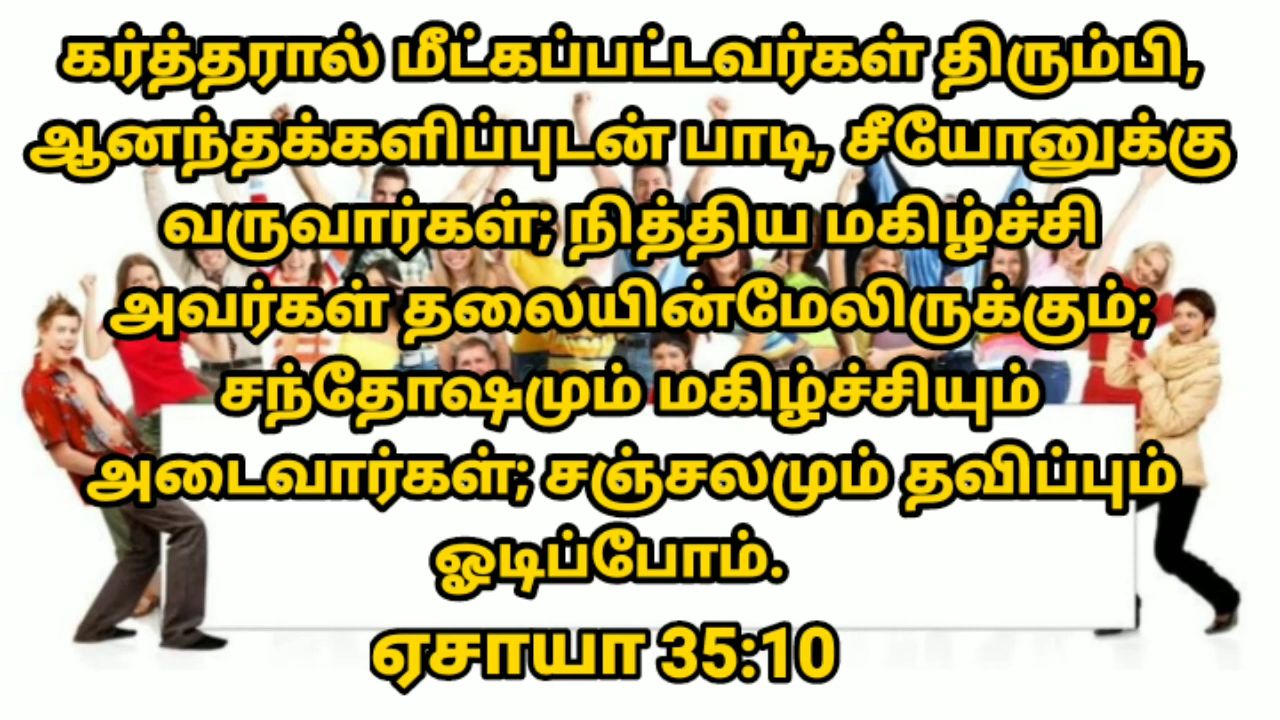 கர்த்தரால் மீட்கப்பட்டவர்கள் திரும்பி,
ஆனந்தக்களிப்புடன் பாடி, சீயோனுக்கு
வருவார்கள்; நித்திய மகிழ்ச்சி
அவர்கள் தலையின்மேலிருக்கும்;
சந்தோஷமும் மகிழ்ச்சியும்
அடைவார்கள்; சஞ்சலமும் தவிப்பும்
ஓடிப்போம்.
ஏசாயா 35:10